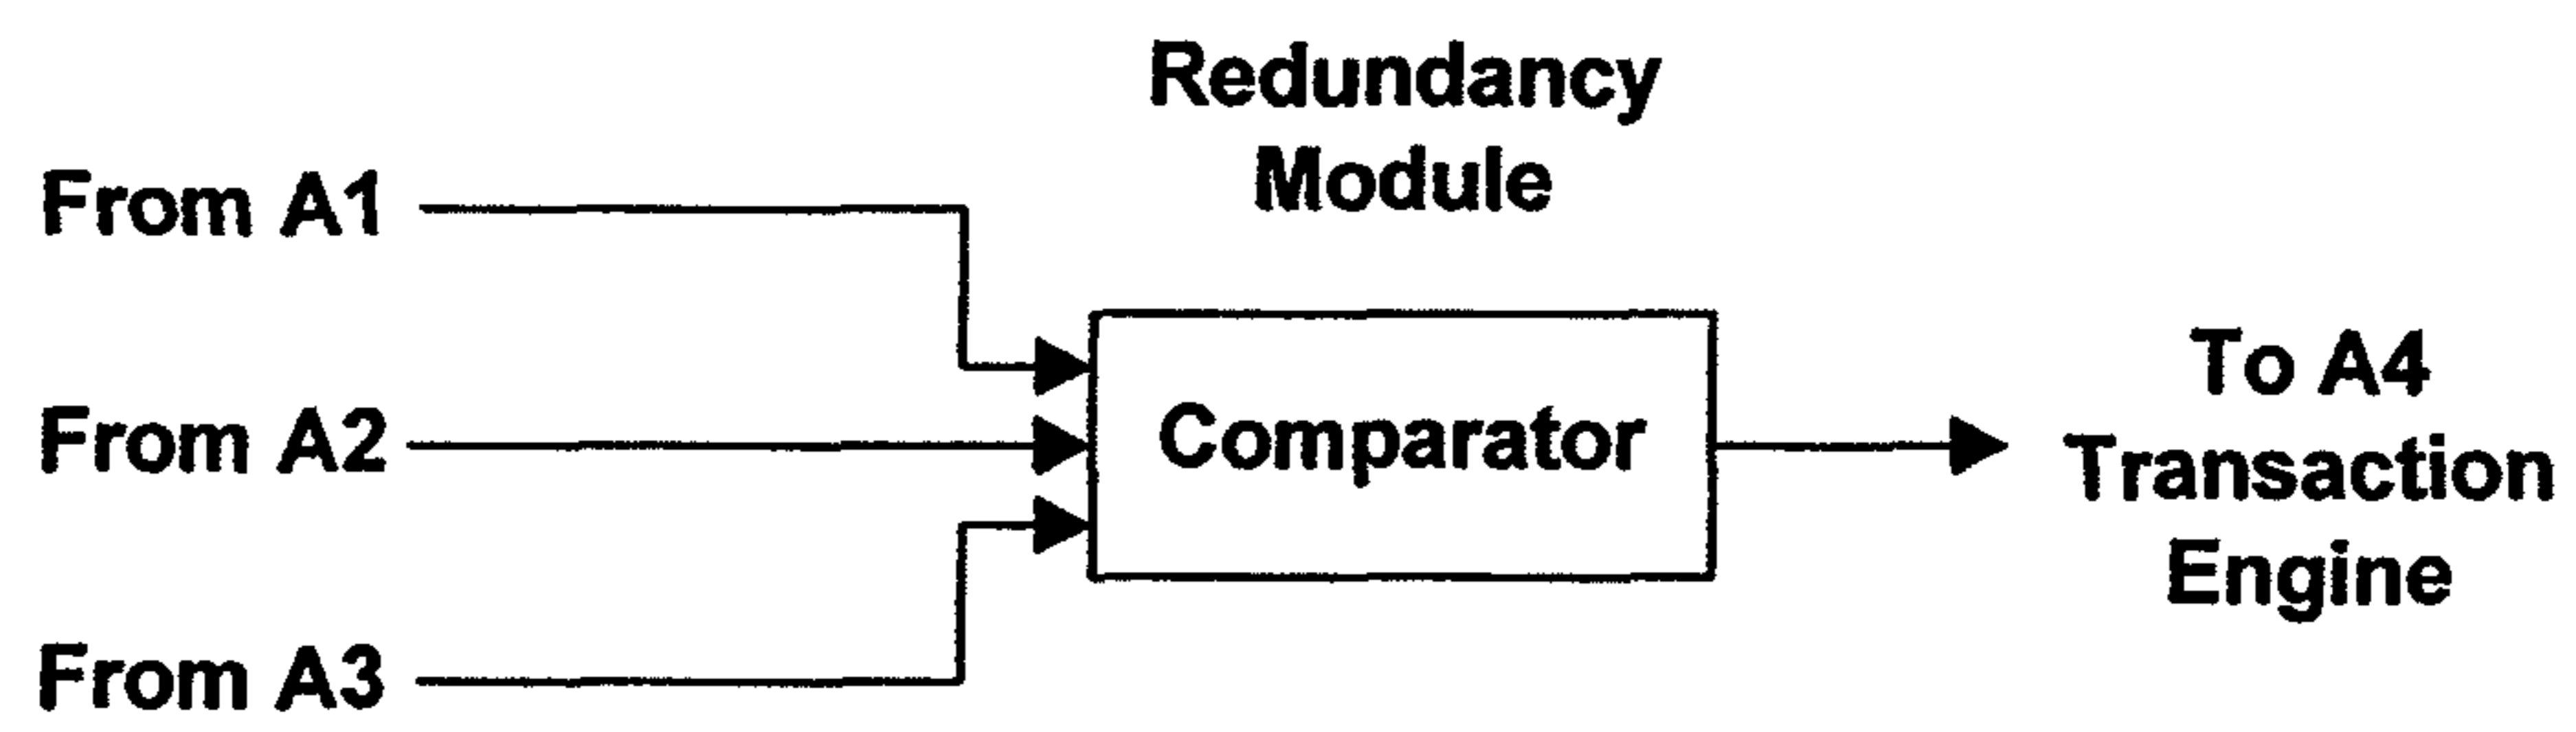 Redundancy
Module
From A1
From A2
From A3
Comparator
To A4
Transaction
Engine